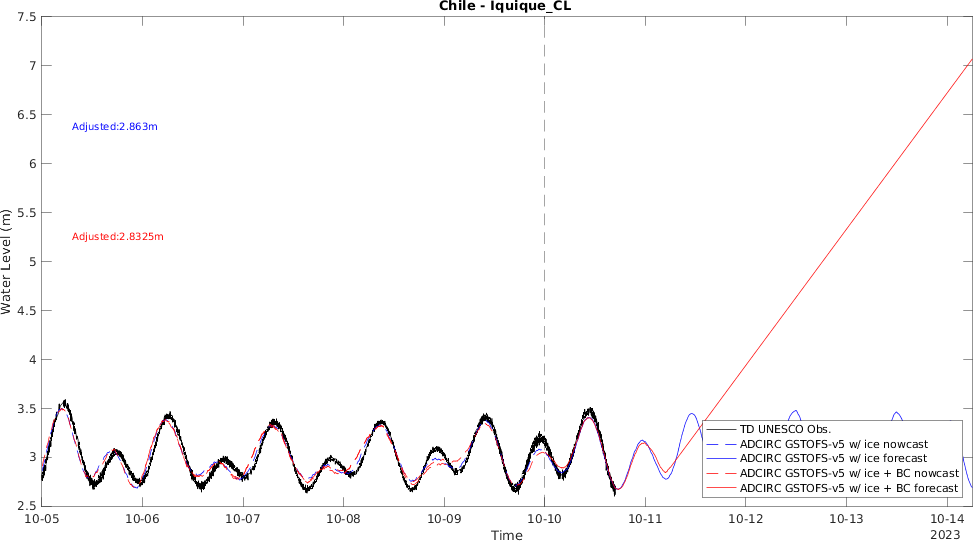 Chile - Iquique_CL
7.5
7
6.5
6
5.5
5
4.5
4
3.5
3
2.5
Water Level (m)
Adjusted:2.863m
Adjusted:2.8325m
TD UNESCO Obs.
ADCIRC GSTOFS-v5 w/ ice nowcast
ADCIRC GSTOFS-v5 w/ ice forecast
ADCIRC GSTOFS-v5 w/ ice + BC nowcast
ADCIRC GSTOFS-v5 w/ ice + BC forecast
10-05 10-06 10-07 10-08 10-09 10-10 10-11 10-12 10-13 10-14
2023
Time